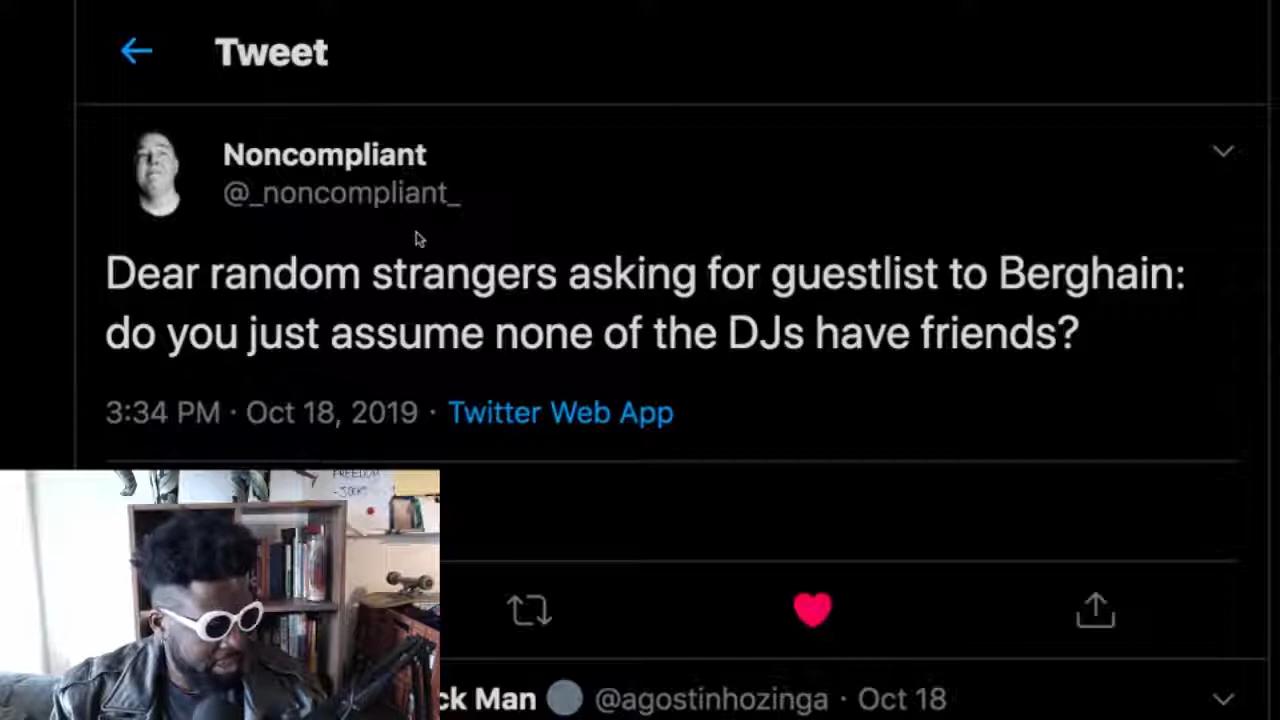 Tweet
Noncompliant
@_noncompliant_
Dear random strangers asking for guestlist to Berghain:
do you just assume none of the DJs have friends?
3:34 PM · Oct 18, 2019 · Twitter Web App
FREEDOM
ck Man @agostinhozinga · Oct 18